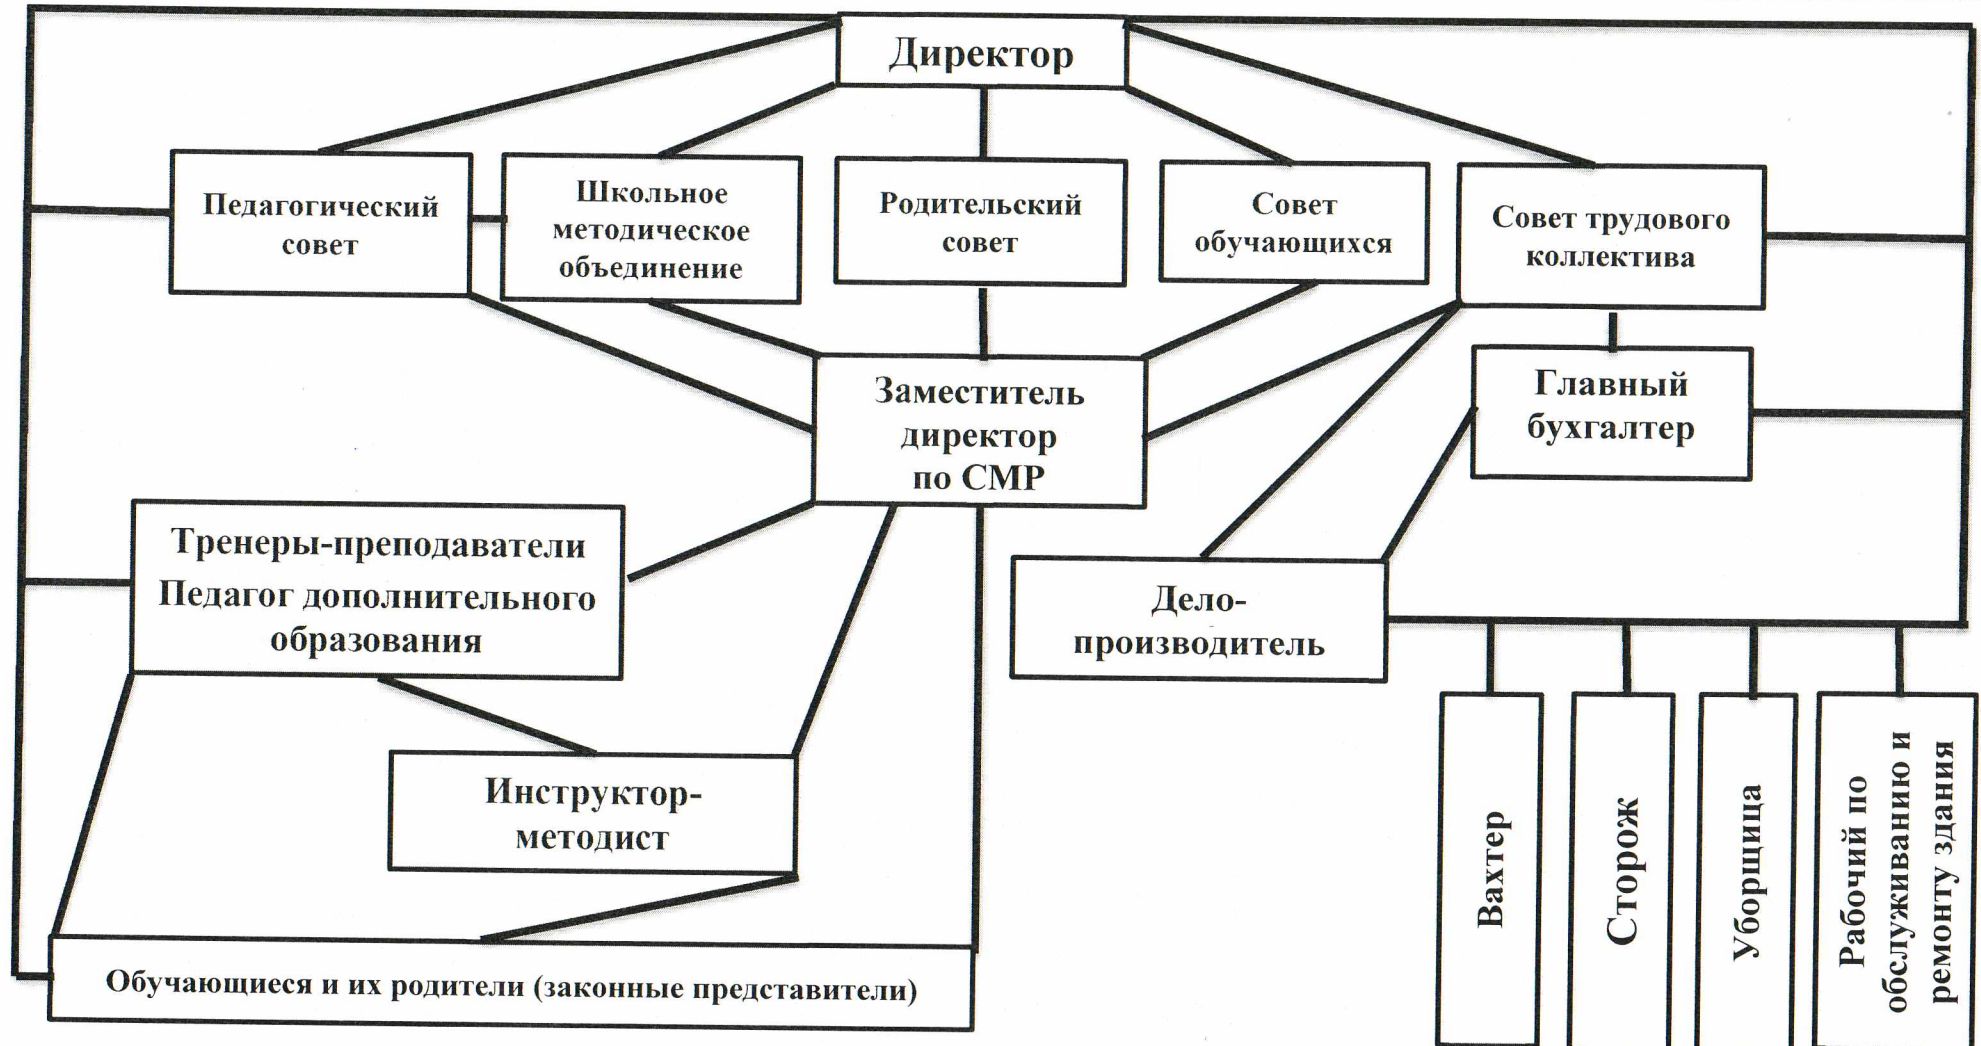 Директор
Педагогический
совет
Школьное
методическое
объединение
Родительский
совет
Совет
обучающихся
Совет трудового
коллектива
Заместитель
директор
по СМР
Главный
бухгалтер
Тренеры-преподаватели
Педагог дополнительного
образования
Дело-
производитель
Инструктор-
методист
Обучающиеся и их родители (законные представители)
Вахтер
Сторож
Уборщица
Рабочий по
обслуживанию и
ремонту здания